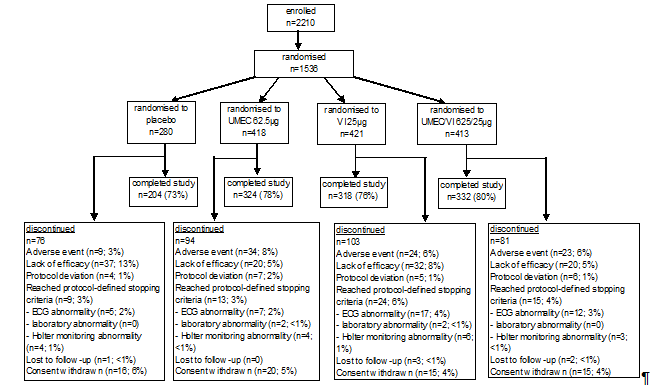 enrolled
n=2210
randomised
n=1536
randomised to
placebo
n=280
randomised to
UMEC 62.5µg
n=418
randomised to
VI 25µg
n=421
randomised to
UMEC/VI 625/25µg
n=413
completed study
n=204 (73%)
completed study
n=324 (78%)
completed study
n=318 (76%)
completed study
n=332 (80%)
discontinued
n=76
Adverse event (n=9; 3%)
Lack of efficacy (n=37; 13%)
Protocol deviation (n=4; 1%)
Reached protocol-defined stopping
criteria (n=9; 3%)
- ECG abnormality (n=5; 2%)
- laboratory abnormality (n=0)
- Holter monitoring abnormality
(n=4; 1%)
Lost to follow-up (n=1; <1%)
Consent withdrawn (n=16; 6%)
discontinued
n=94
Adverse event (n=34; 8%)
Lack of efficacy (n=20; 5%)
Protocol deviation (n=7; 2%)
Reached protocol-defined stopping
criteria (n=13; 3%)
- ECG abnormality (n=7; 2%)
- laboratory abnormality (n=2; <1%)
- Holter monitoring abnormality (n=4;
<1%)
Lost to follow-up (n=0)
Consent withdrawn (n=20; 5%)
discontinued
n=103
Adverse event (n=24; 6%)
Lack of efficacy (n=32; 8%)
Protocol deviation (n=5; 1%)
Reached protocol-defined stopping
criteria (n=24; 6%)
- ECG abnormality (n=17; 4%)
- laboratory abnormality (n=2; <1%)
- Holter monitoring abnormality (n=6;
1%)
Lost to follow-up (n=3; <1%)
Consent withdrawn (n=15; 4%)
discontinued
n=81
Adverse event (n=23; 6%)
Lack of efficacy (n=20; 5%)
Protocol deviation (n=6; 1%)
Reached protocol-defined stopping
criteria (n=15; 4%)
- ECG abnormality (n=12; 3%)
- laboratory abnormality (n=0)
- Holter monitoring abnormality (n=3;
<1%)
Lost to follow-up (n=2; <1%)
Consent withdrawn (n=15; 4%)
¶